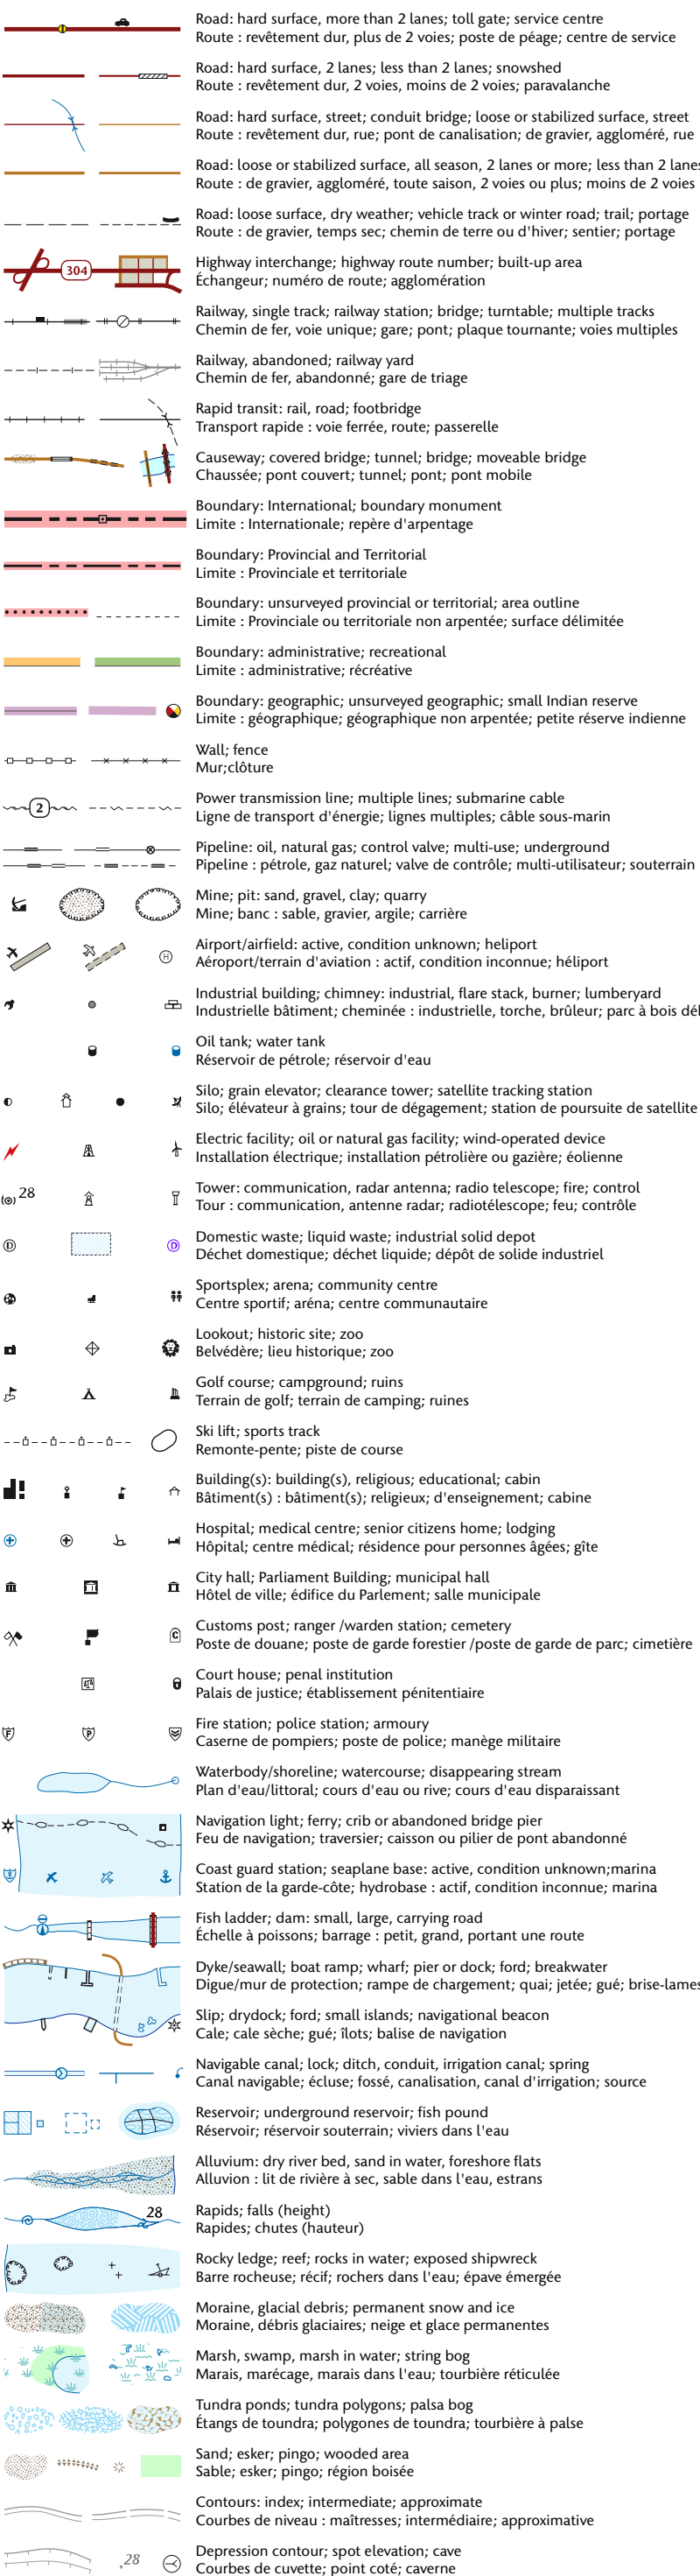 Road: hard surface, more than 2 lanes; toll gate; service centre
Route : revêtement dur, plus de 2 voies; poste de péage; centre de service
Road: hard surface, 2 lanes; less than 2 lanes; snowshed
Route : revêtement dur, 2 voies, moins de 2 voies; paravalanche
Road: hard surface, street; conduit bridge; loose or stabilized surface, street
Route : revêtement dur, rue; pont de canalisation; de gravier, aggloméré, rue
Road: loose or stabilized surface, all season, 2 lanes or more; less than 2 lanes
Route : de gravier, aggloméré, toute saison, 2 voies ou plus; moins de 2 voies
Road: loose surface, dry weather; vehicle track or winter road; trail; portage
Route : de gravier, temps sec; chemin de terre ou d'hiver; sentier; portage
304
Highway interchange; highway route number; built-up area
Échangeur; numéro de route; agglomération
Railway, single track; railway station; bridge; turntable; multiple tracks
Chemin de fer, voie unique; gare; pont; plaque tournante; voies multiples
Railway, abandoned; railway yard
Chemin de fer, abandonné; gare de triage
Rapid transit: rail, road; footbridge
Transport rapide : voie ferrée, route; passerelle
Causeway; covered bridge; tunnel; bridge; moveable bridge
Chaussée; pont couvert; tunnel; pont; pont mobile
Boundary: International; boundary monument
Limite : Internationale; repère d'arpentage
Boundary: Provincial and Territorial
Limite : Provinciale et territoriale
Boundary: unsurveyed provincial or territorial; area outline
Limite : Provinciale ou territoriale non arpentée; surface délimitée
Boundary: administrative; recreational
Limite : administrative; récréative
Boundary: geographic; unsurveyed geographic; small Indian reserve
Limite : géographique; géographique non arpentée; petite réserve indienne
Wall; fence
Mur;clôture
2
Power transmission line; multiple lines; submarine cable
Ligne de transport d'énergie; lignes multiples; câble sous-marin
Pipeline: oil, natural gas; control valve; multi-use; underground
Pipeline : pétrole, gaz naturel; valve de contrôle; multi-utilisateur; souterrain
Mine; pit: sand, gravel, clay; quarry
Mine; banc : sable, gravier, argile; carrière
H
Airport/airfield: active, condition unknown; heliport
Aéroport/terrain d'aviation : actif, condition inconnue; héliport
Industrial building; chimney: industrial, flare stack, burner; lumberyard
Industrielle bâtiment; cheminée : industrielle, torche, brûleur; parc à bois dé
Oil tank; water tank
Réservoir de pétrole; réservoir d'eau
Silo; grain elevator; clearance tower; satellite tracking station
Silo; élévateur à grains; tour de dégagement; station de poursuite de satellite
Electric facility; oil or natural gas facility; wind-operated device
Installation électrique; installation pétrolière ou gazière; éolienne
28
Tower: communication, radar antenna; radio telescope; fire; control
Tour : communication, antenne radar; radiotélescope; feu; contrôle
D D
Domestic waste; liquid waste; industrial solid depot
Déchet domestique; déchet liquide; dépôt de solide industriel
Sportsplex; arena; community centre
Centre sportif; aréna; centre communautaire
Lookout; historic site; zoo
Belvédère; lieu historique; zoo
Golf course; campground; ruins
Terrain de golf; terrain de camping; ruines
Ski lift; sports track
Remonte-pente; piste de course
Building(s): building(s), religious; educational; cabin
Bâtiment(s) : bâtiment(s); religieux; d'enseignement; cabine
Hospital; medical centre; senior citizens home; lodging
Hôpital; centre médical; résidence pour personnes âgées; gîte
City hall; Parliament Building; municipal hall
Hôtel de ville; édifice du Parlement; salle municipale
C
Customs post; ranger /warden station; cemetery
Poste de douane; poste de garde forestier /poste de garde de parc; cimetière
Court house; penal institution
Palais de justice; établissement pénitentiaire
F P
Fire station; police station; armoury
Caserne de pompiers; poste de police; manège militaire
Waterbody/shoreline; watercourse; disappearing stream
Plan d'eau/littoral; cours d'eau ou rive; cours d'eau disparaissant
Navigation light; ferry; crib or abandoned bridge pier
Feu de navigation; traversier; caisson ou pilier de pont abandonné
Coast guard station; seaplane base: active, condition unknown;marina
Station de la garde-côte; hydrobase : actif, condition inconnue; marina
Fish ladder; dam: small, large, carrying road
Échelle à poissons; barrage : petit, grand, portant une route
Dyke/seawall; boat ramp; wharf; pier or dock; ford; breakwater
Digue/mur de protection; rampe de chargement; quai; jetée; gué; brise-lames
Slip; drydock; ford; small islands; navigational beacon
Cale; cale sèche; gué; îlots; balise de navigation
Navigable canal; lock; ditch, conduit, irrigation canal; spring
Canal navigable; écluse; fossé, canalisation, canal d'irrigation; source
Reservoir; underground reservoir; fish pound
Réservoir; réservoir souterrain; viviers dans l'eau
Alluvium: dry river bed, sand in water, foreshore flats
Alluvion : lit de rivière à sec, sable dans l'eau, estrans
28
Rapids; falls (height)
Rapides; chutes (hauteur)
Rocky ledge; reef; rocks in water; exposed shipwreck
Barre rocheuse; récif; rochers dans l'eau; épave émergée
Moraine, glacial debris; permanent snow and ice
Moraine, débris glaciaires; neige et glace permanentes
Marsh, swamp, marsh in water; string bog
Marais, marécage, marais dans l'eau; tourbière réticulée
Tundra ponds; tundra polygons; palsa bog
Étangs de toundra; polygones de toundra; tourbière à palse
Sand; esker; pingo; wooded area
Sable; esker; pingo; région boisée
Contours: index; intermediate; approximate
Courbes de niveau : maîtresses; intermédiaire; approximative
.28
Depression contour; spot elevation; cave
Courbes de cuvette; point coté; caverne